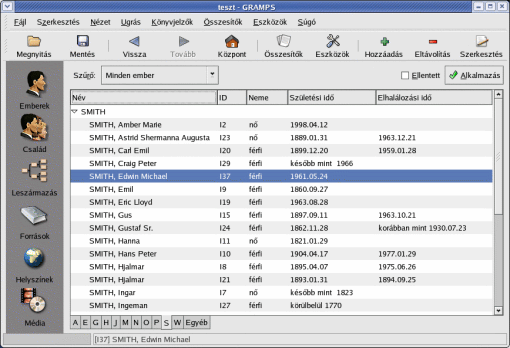 teszt - GRAMPS
Fájl Szerkesztés Nézet Ugrás Könyvjelzők Összesítők Eszközök Súgó
Megnyitás Mentés Vissza Tovább Központ Összesítők Eszközök Hozzáadás Eltávolítás Szerkesztés
Szűrő: Minden ember Ellentett Alkalmazás
Emberek
Család
Leszármazás
Források
Helyszínek
Média
Név ID Neme Születési idő Elhalálozási idő
SMITH
SMITH, Amber Marie I2 nő 1998.04.12
SMITH, Astrid Shermanna Augusta I23 nő 1889.01.31 1963.12.21
SMITH, Carl Emil I20 férfi 1899.12.20 1959.01.28
SMITH, Craig Peter I29 férfi később mint 1966
SMITH, Edwin Michael I37 férfi 1961.05.24
SMITH, Emil I9 férfi 1860.09.27
SMITH, Eric Lloyd I19 férfi 1963.08.28
SMITH, Gus I15 férfi 1897.09.11 1963.10.21
SMITH, Gustaf Sr. I24 férfi 1862.11.28 korábban mint 1930.07.23
SMITH, Hanna I11 nő 1821.01.29
SMITH, Hans Peter I10 férfi 1904.04.17 1977.01.29
SMITH, Hjalmar I8 férfi 1895.04.07 1975.06.26
SMITH, Hjalmar I21 férfi 1893.01.31 1894.09.25
SMITH, Ingar I7 nő később mint 1823
SMITH, Ingeman I27 férfi körülbelül 1770
A E G H J M N O P S W Egyéb
[I37] SMITH, Edwin Michael